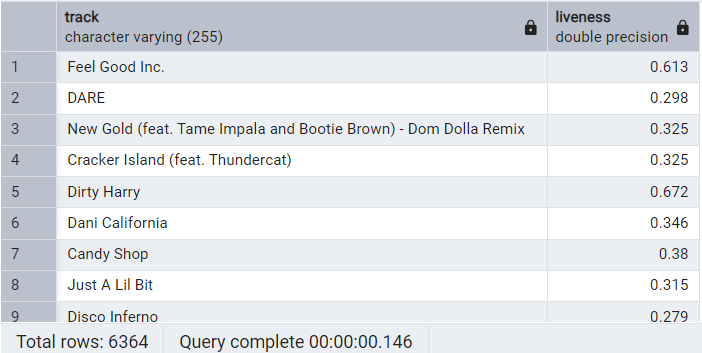 track liveness
character varying (255) double precision
1 Feel Good Inc. 0.613
2 DARE 0.298
3 New Gold (feat. Tame Impala and Bootie Brown) - Dom Dolla Remix 0.325
4 Cracker Island (feat. Thundercat) 0.325
5 Dirty Harry 0.672
6 Dani California 0.346
7 Candy Shop 0.38
8 Just A Lil Bit 0.315
9 Disco Inferno 0.279
Total rows: 6364 Query complete 00:00:00.146